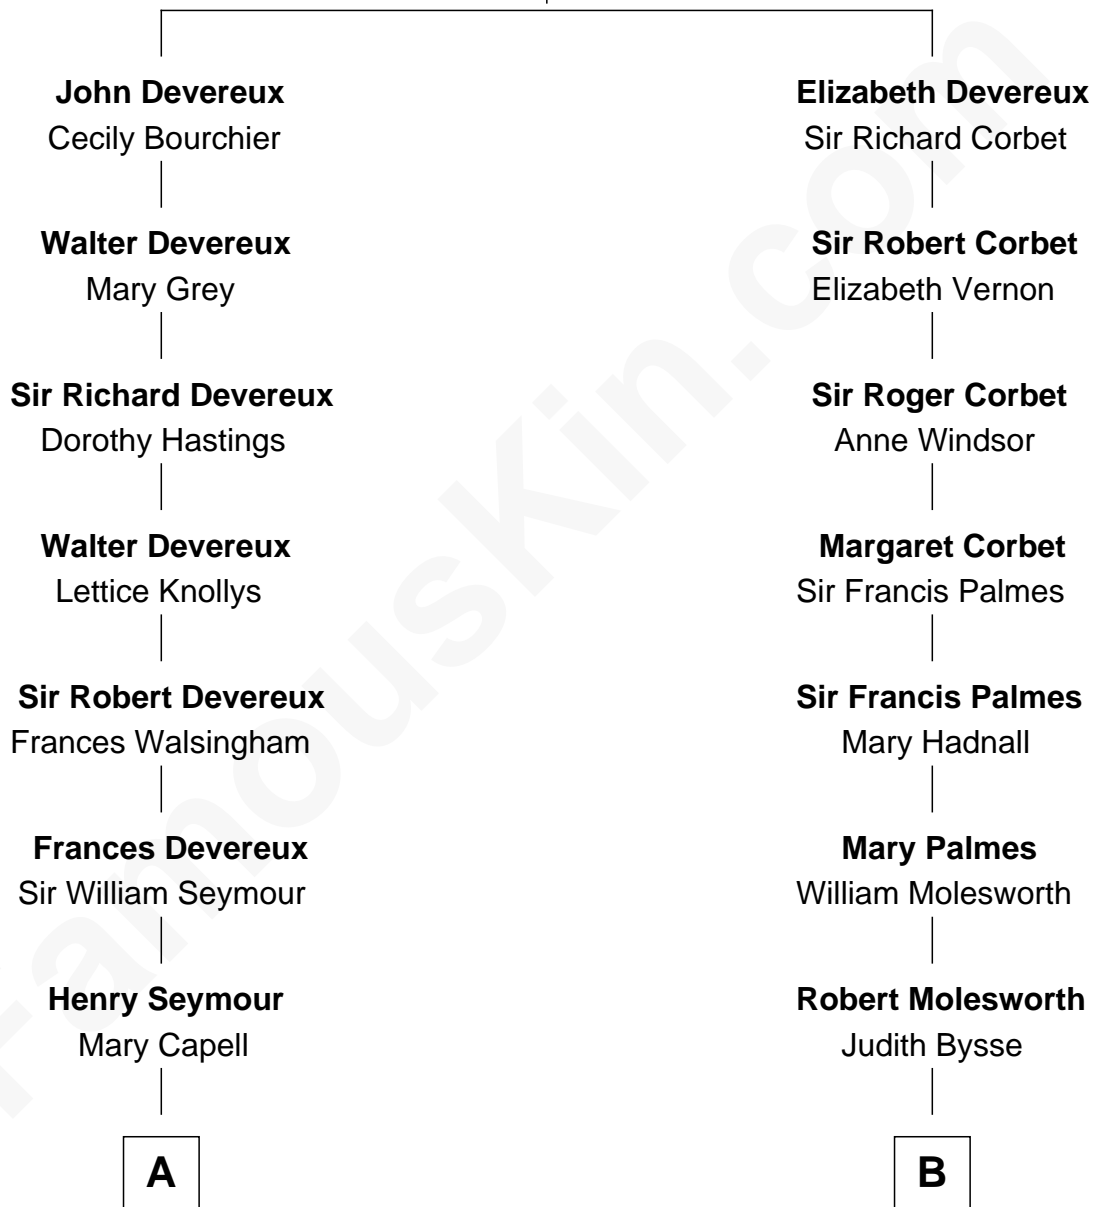 John Devereux
Cecily Bourchier
Walter Devereux
Mary Grey
Sir Richard Devereux
Dorothy Hastings
Walter Devereux
Lettice Knollys
Sir Robert Devereux
Frances Walsingham
Frances Devereux
Sir William Seymour
Henry Seymour
Mary Capell
A
Elizabeth Devereux
Sir Richard Corbet
Sir Robert Corbet
Elizabeth Vernon
Sir Roger Corbet
Anne Windsor
Margaret Corbet
Sir Francis Palmes
Sir Francis Palmes
Mary Hadnall
Mary Palmes
William Molesworth
Robert Molesworth
Judith Bysse
B
FamousKin.com